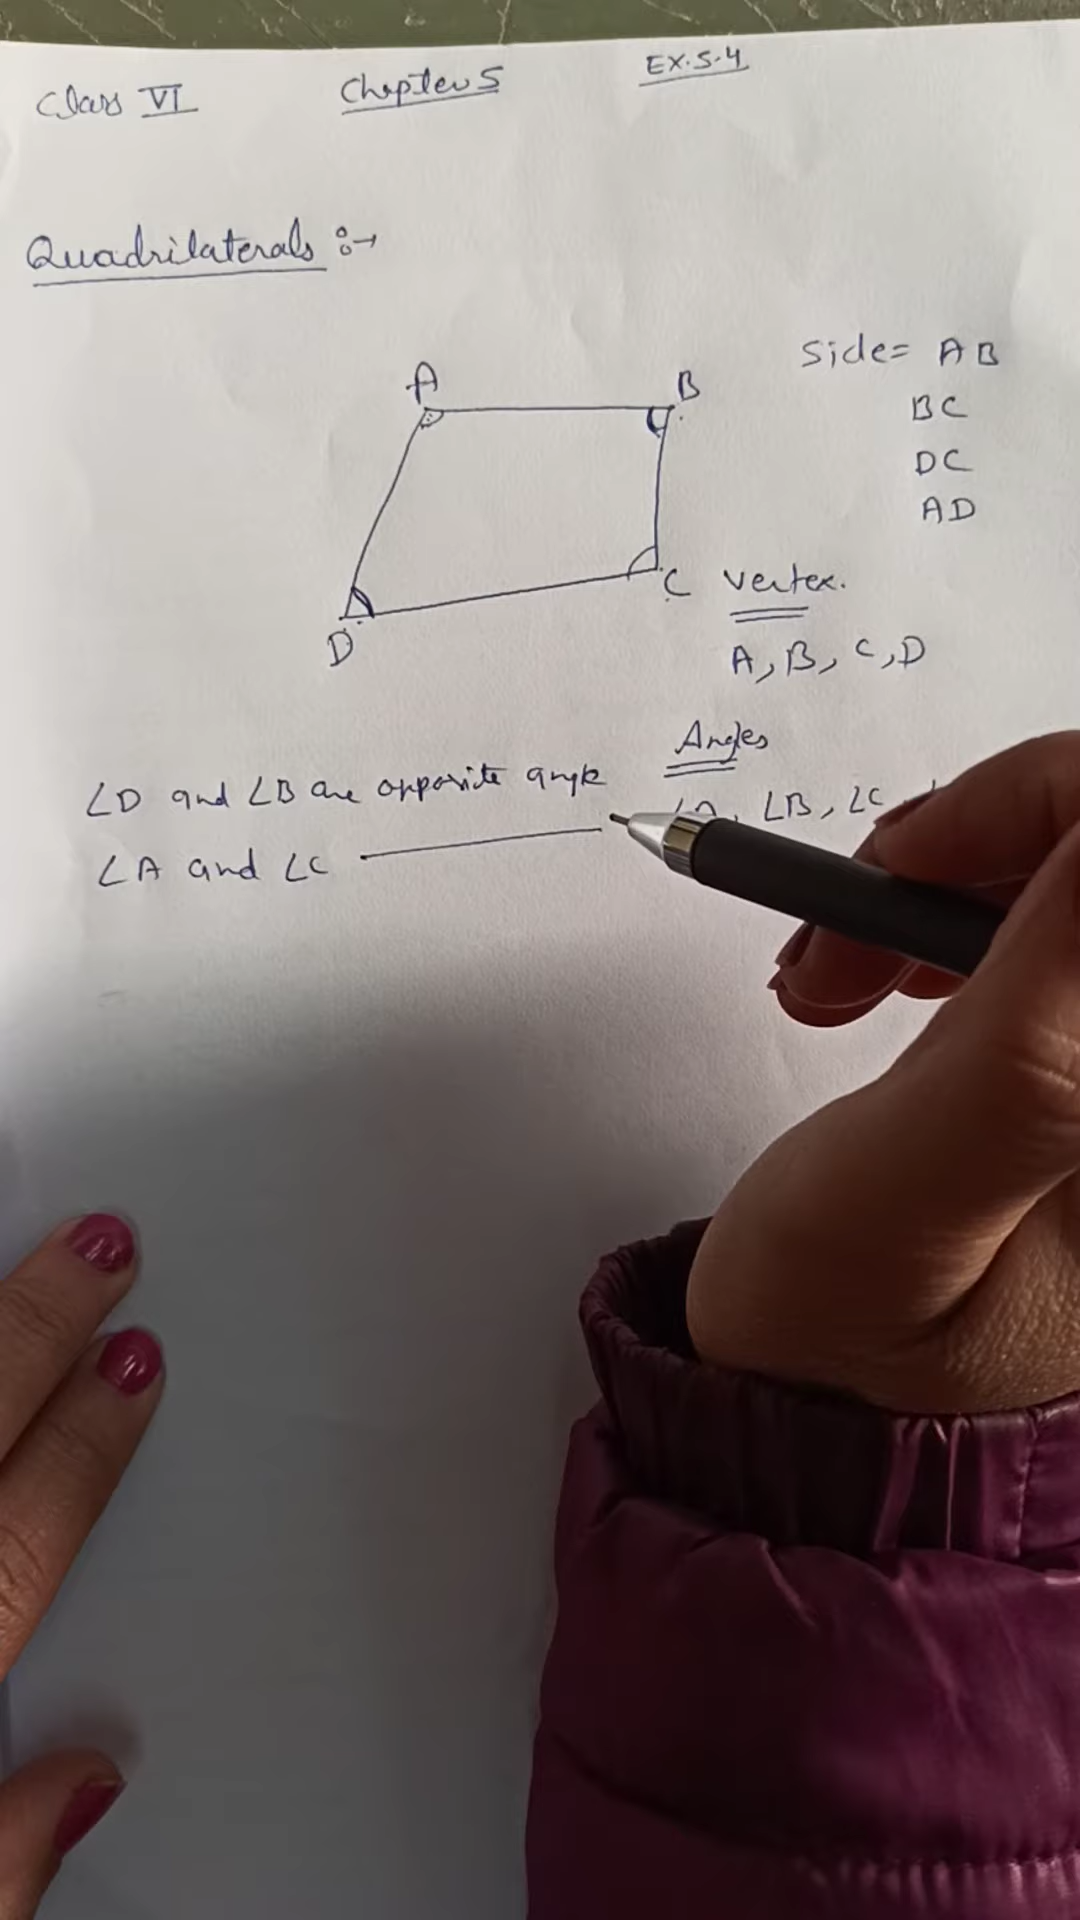 Class VI Chapter 5 EX.5.4
Quadrilaterals :→
A B
D C
Side= AB
BC
DC
AD
Vertex.
A, B, C, D
Angles
∠A, ∠B, ∠C
∠D and ∠B are opposite angle
∠A and ∠C ————